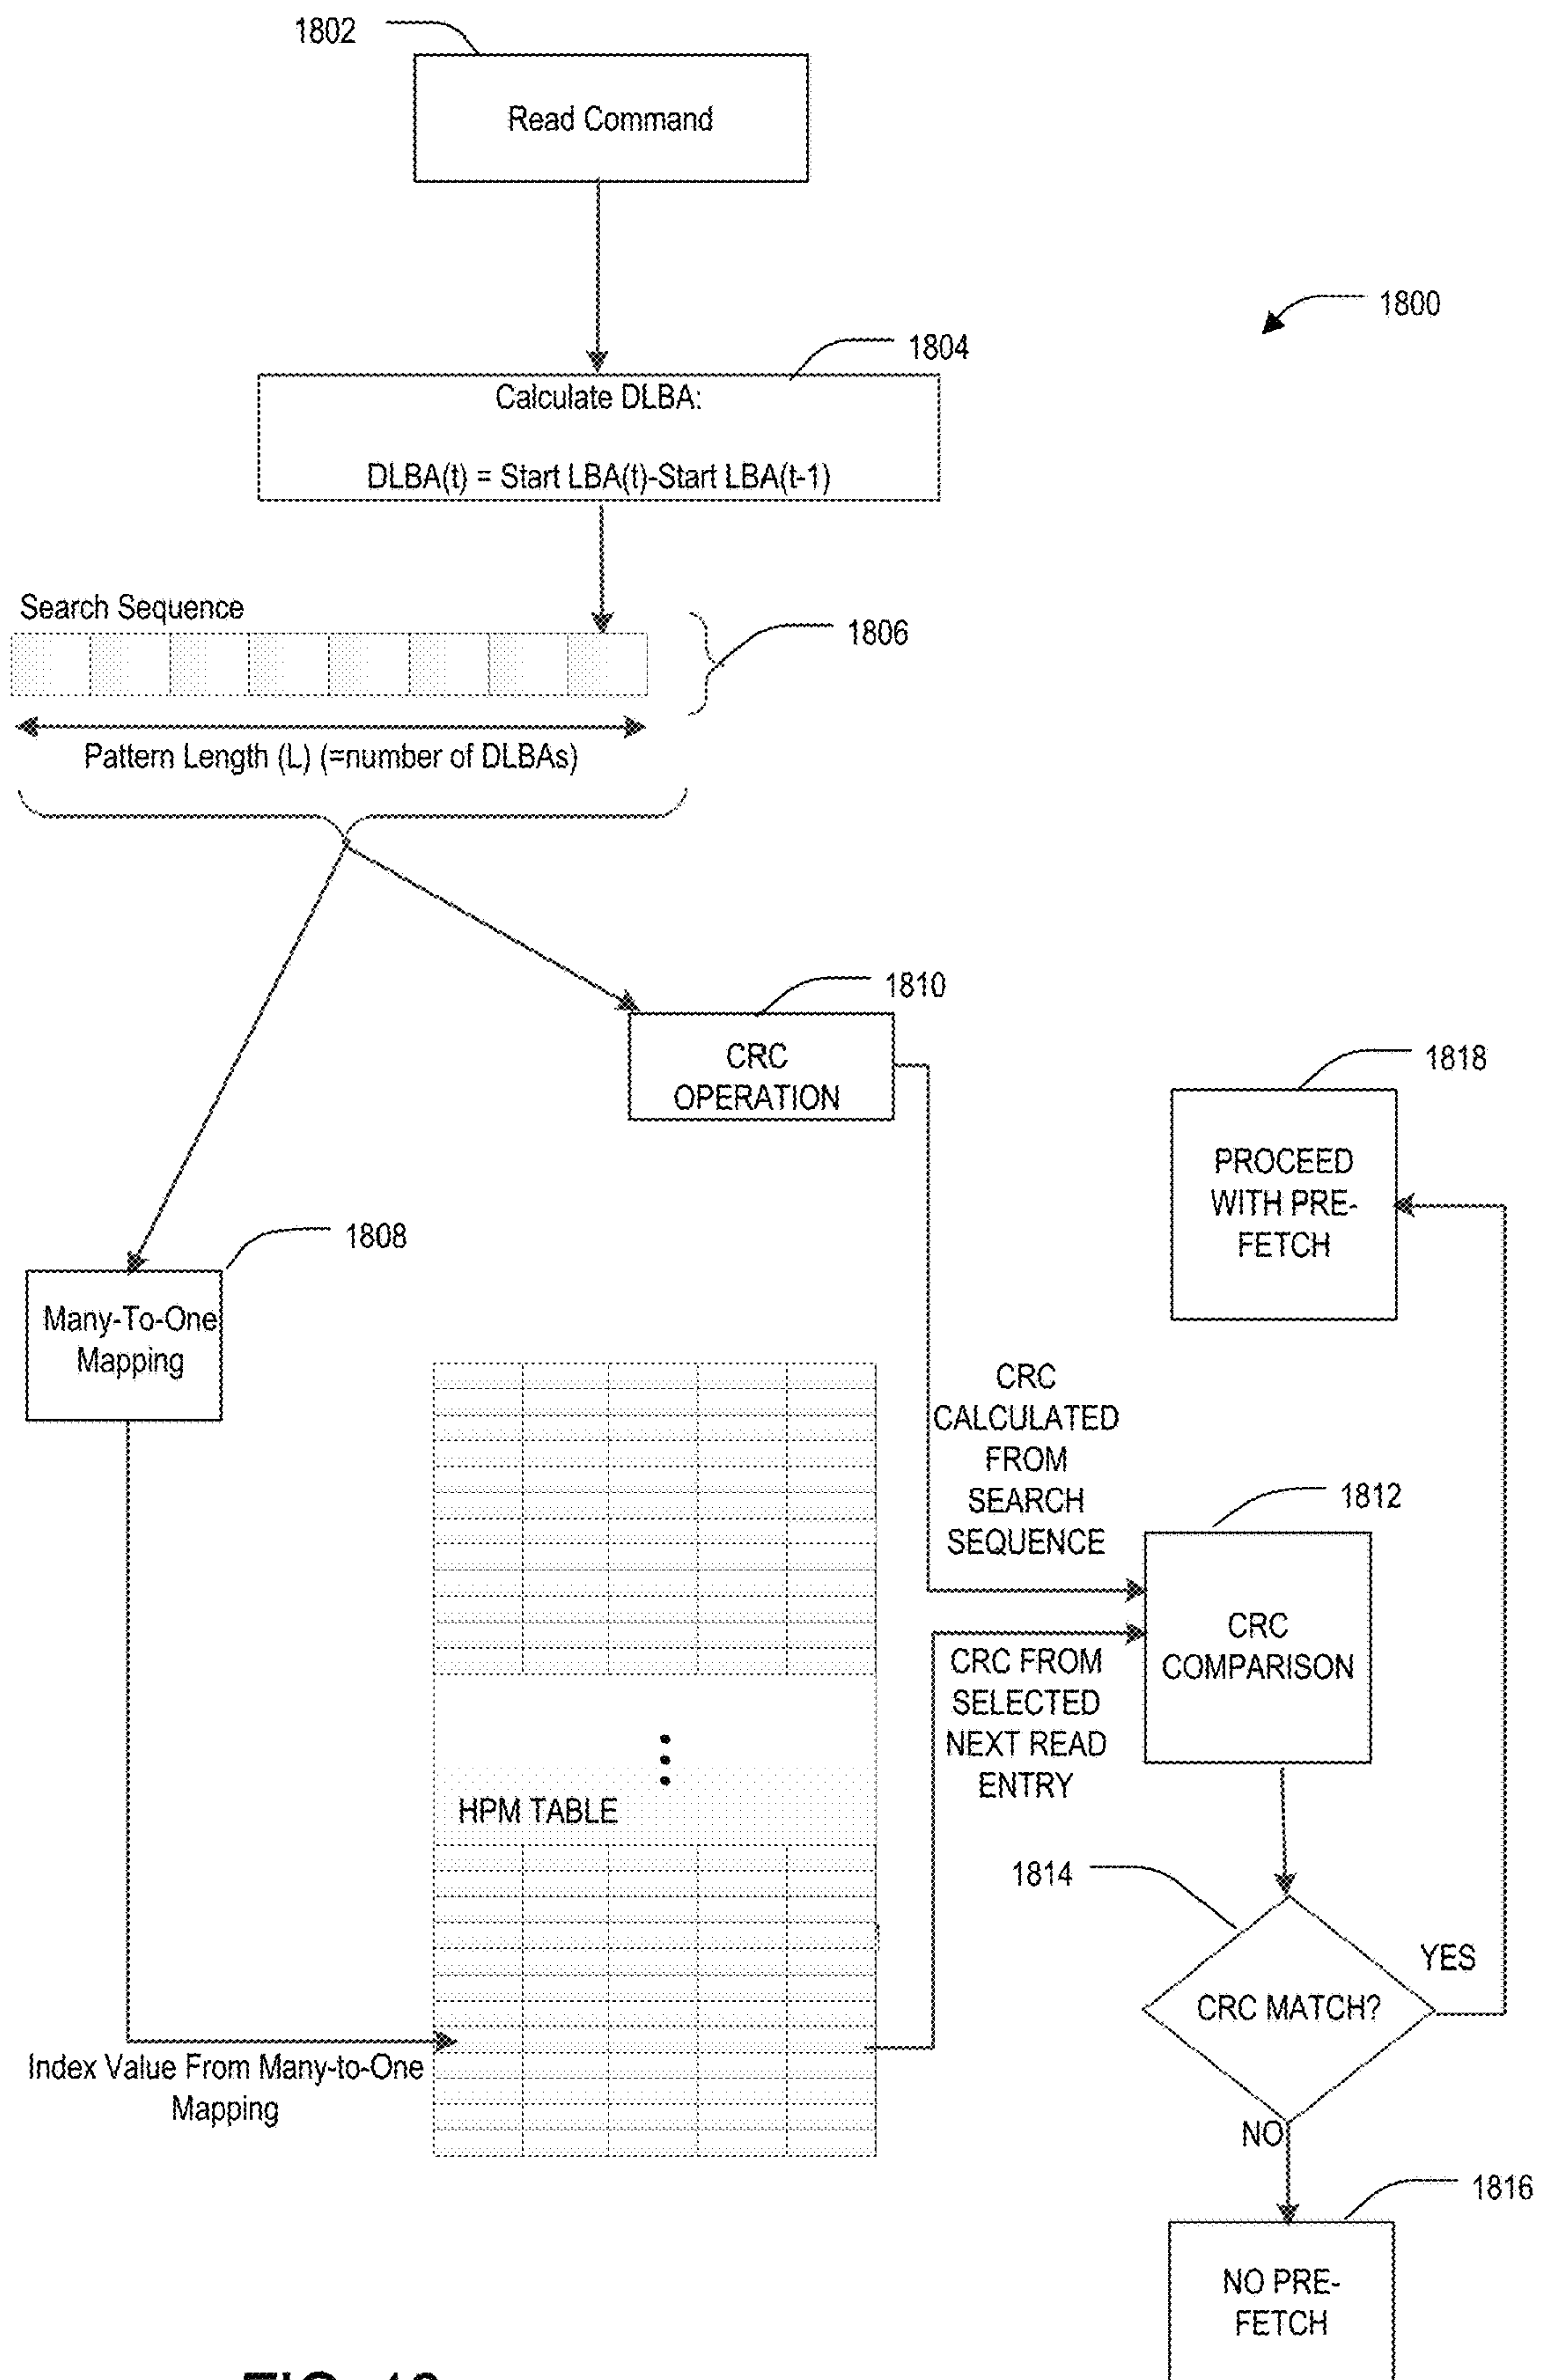 1802
Read Command
1800
1804
Calculate DLBA:
DLBA(t) = Start LBA(t)-Start LBA(t-1)
Search Sequence
1806
Pattern Length (L) (=number of DLBAs)
1810
CRC
OPERATION
1818
PROCEED
WITH PRE-
FETCH
1808
Many-To-One
Mapping
CRC
CALCULATED
FROM
SEARCH
SEQUENCE
1812
CRC
COMPARISON
CRC FROM
SELECTED
NEXT READ
ENTRY
HPM TABLE
1814
YES
CRC MATCH?
Index Value From Many-to-One
Mapping
NO
1816
NO PRE-
FETCH